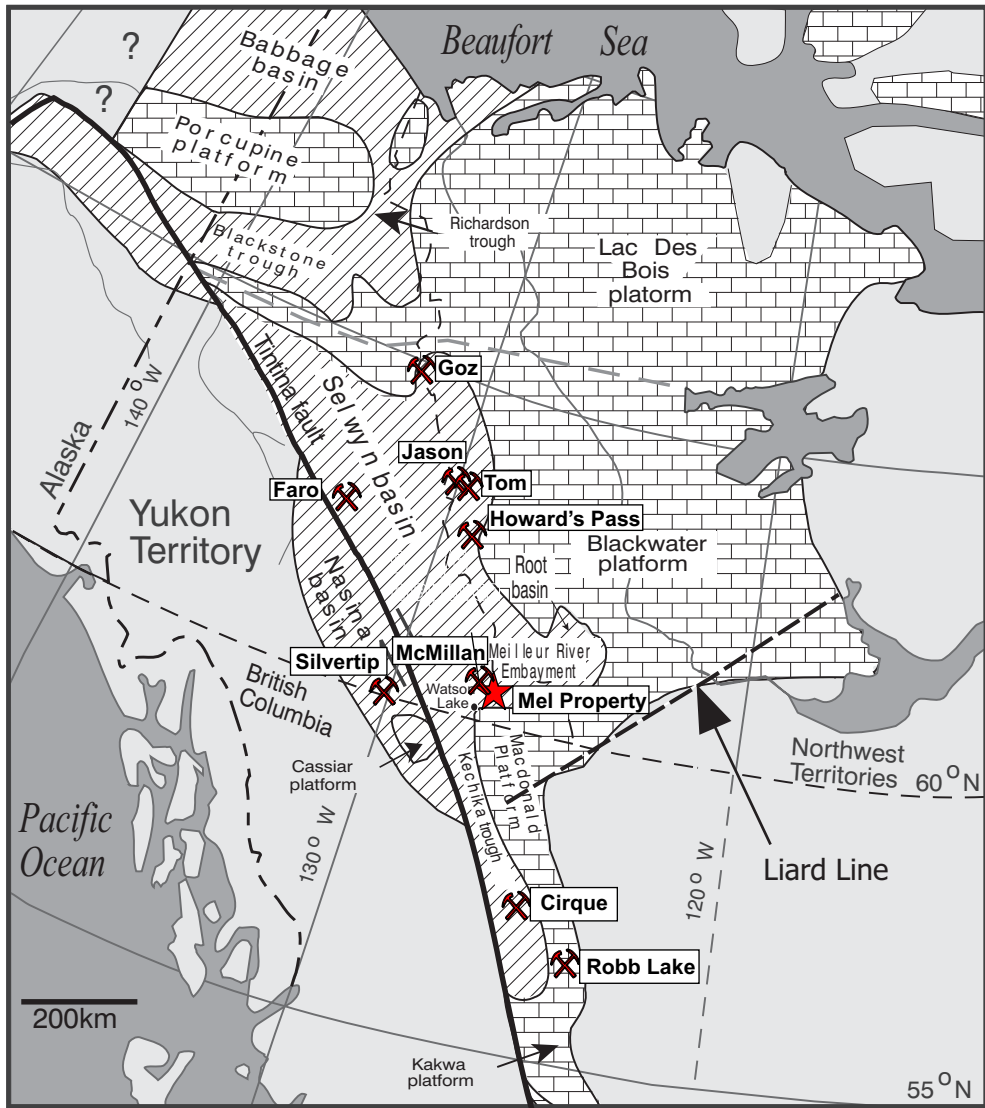 Beaufort Sea
?
?
Babbage
basin
Porcupine
platform
Richardson
trough
Blackstone
trough
Lac Des
Bois
platorm
Goz
Tintina fault
Selwyn basin
140 o W
Alaska
Jason
Tom
Faro
Yukon
Territory
Howard's Pass
Blackwater
platform
Root
basin
Nasina
basin
McMillan
Meilleur River
Embayment
Silvertip
Watso
Lake
Mel Property
British
Columbia
Cassiar
platform
Macdonald
Platform
Kechika trough
Northwest
Territories
60 o N
Pacific
Ocean
130 o W
120 o W
Liard Line
Cirque
Robb Lake
200km
Kakwa
platform
55 o N